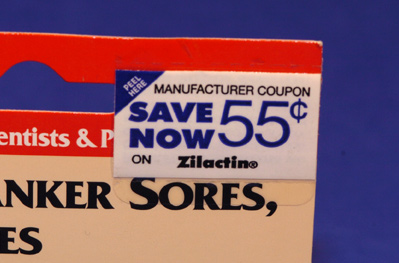 PEEL
HERE
MANUFACTURER COUPON
SAVE
NOW 55¢
ON Zilactin®
entists & P
ANKER SORES,
ES